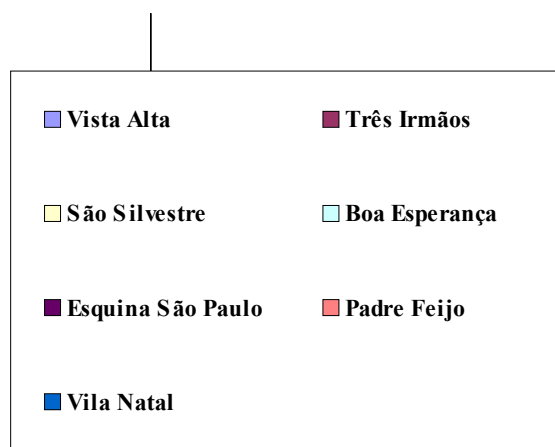 Vista Alta
Três Irmãos
São Silvestre
Boa Esperança
Esquina São Paulo
Padre Feijo
Vila Natal